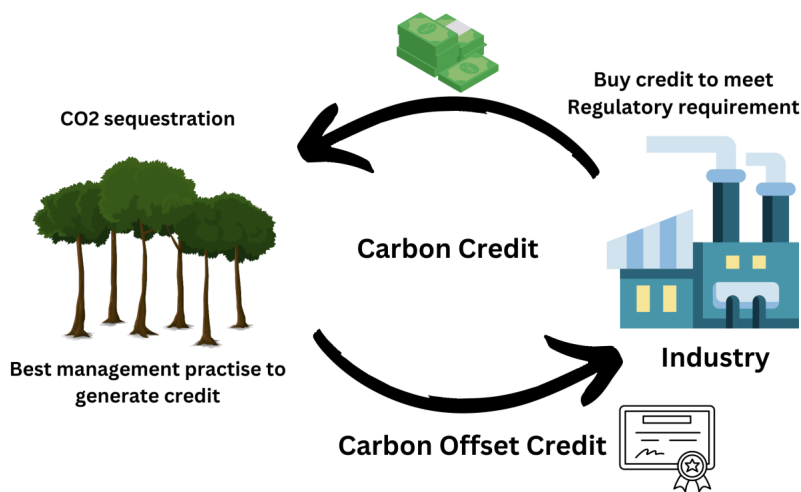 Buy credit to meet
Regulatory requirement
CO2 sequestration
Carbon Credit
Best management practise to
generate credit
Industry
Carbon Offset Credit